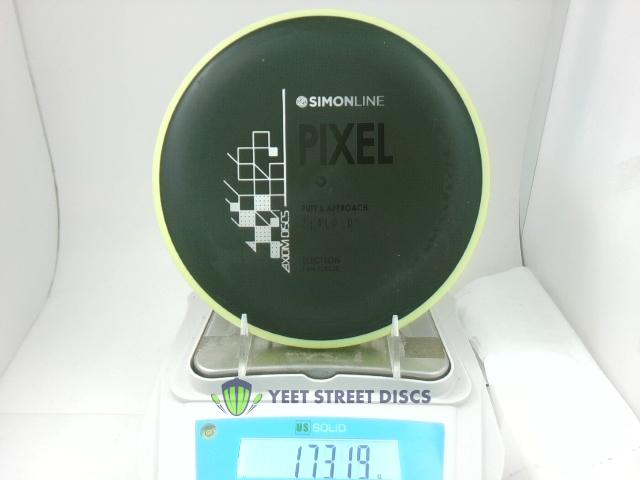 SIMONLINE
PIXEL
PUTT & APPROACH
AXIOM DISCS
ELECTRON
YEET STREET DISCS
US SOLID
173.19 g